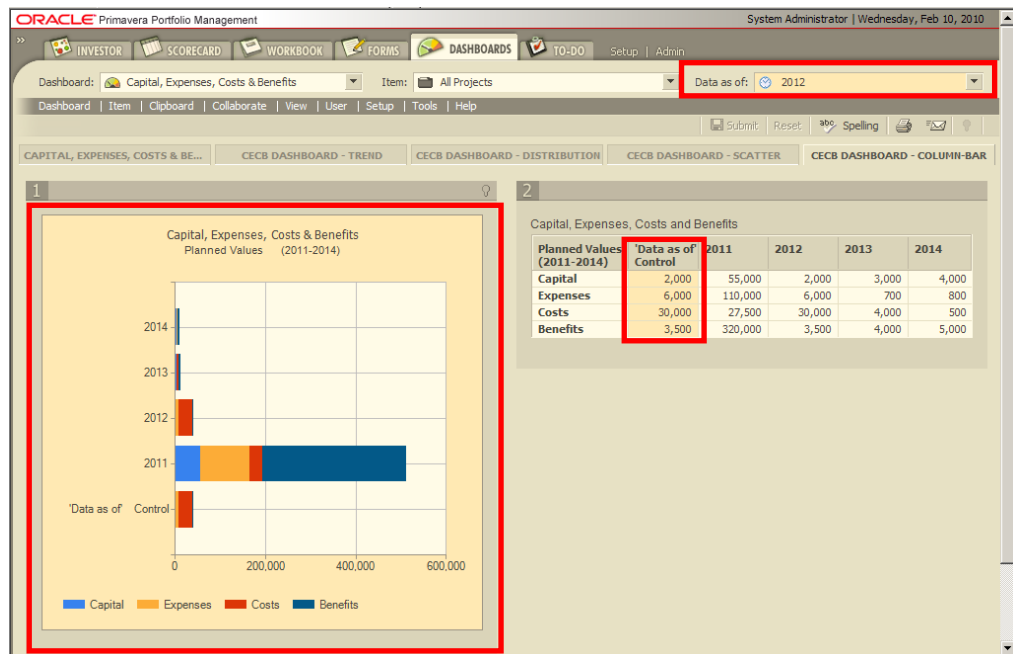 ORACLE Primavera Portfolio Management System Administrator | Wednesday, Feb 10, 2010
» INVESTOR SCORECARD WORKBOOK FORMS DASHBOARDS TO-DO Setup | Admin
Dashboard: Capital, Expenses, Costs & Benefits Item: All Projects Data as of: 2012
Dashboard | Item | Clipboard | Collaborate | View | User | Setup | Tools | Help
Submit Reset abc Spelling
CAPITAL, EXPENSES, COSTS & BE... CECB DASHBOARD - TREND CECB DASHBOARD - DISTRIBUTION CECB DASHBOARD - SCATTER CECB DASHBOARD - COLUMN-BAR
1
Capital, Expenses, Costs & Benefits
Planned Values (2011-2014)
2014
2013
2012
2011
'Data as of' Control
0 200,000 400,000 600,000
Capital Expenses Costs Benefits
2
Capital, Expenses, Costs and Benefits
Planned Values (2011-2014) 'Data as of' Control 2011 2012 2013 2014
Capital 2,000 55,000 2,000 3,000 4,000
Expenses 6,000 110,000 6,000 700 800
Costs 30,000 27,500 30,000 4,000 500
Benefits 3,500 320,000 3,500 4,000 5,000